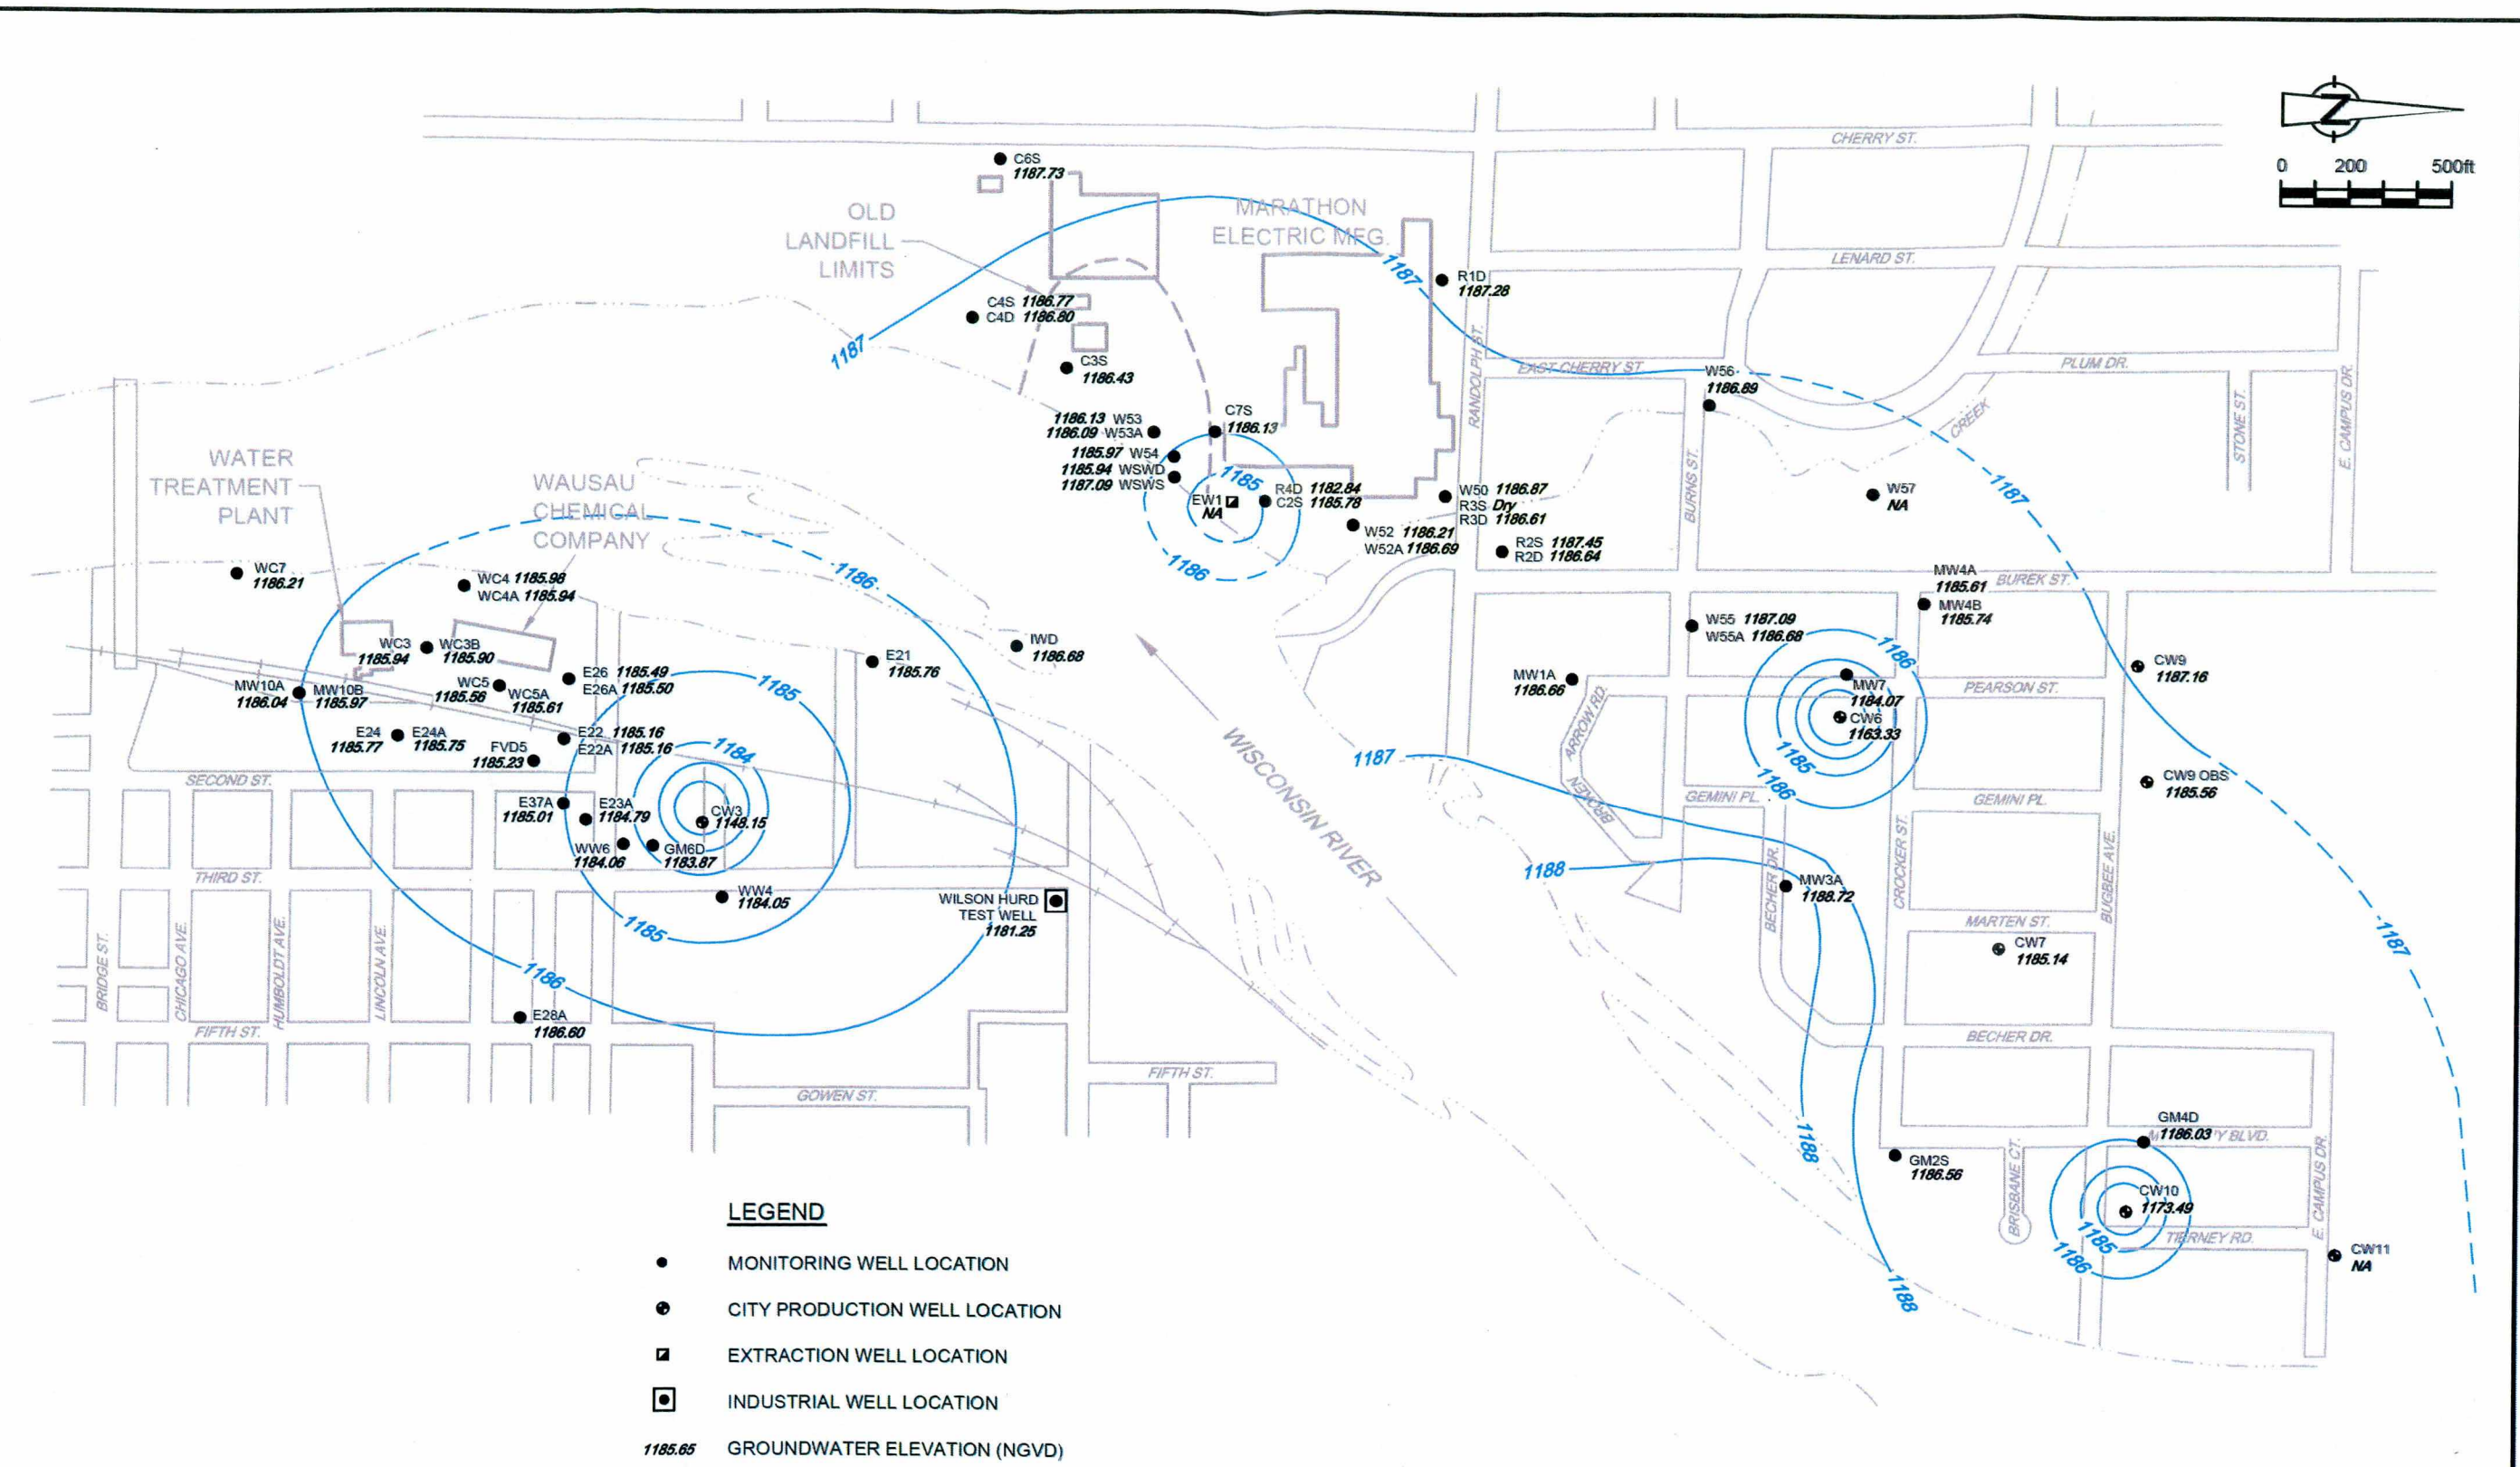 CHERRY ST.
Z
0 200 500ft
C6S
1187.73
OLD
LANDFILL
LIMITS
MARATHON
ELECTRIC MFG.
1187
R1D
1187.28
LENARD ST.
C4S 1186.77
C4D 1186.80
1187
C3S
1186.43
RANDOLPH ST.
EAST CHERRY ST.
W56
1186.89
PLUM DR.
CREEK
STONE ST.
E. CAMPUS DR.
1186.13 W53
1186.09 W53A
C7S
1186.13
1185.97 W54
1185.94 WSWD
1187.09 WSWS
1185
EW1
NA
R4D 1182.84
C2S 1185.78
1186
W50 1186.87
R3S Dry
R3D 1186.61
W52 1186.21
W52A 1186.69
R2S 1187.45
R2D 1186.64
BURNS ST.
W57
NA
1187
WATER
TREATMENT
PLANT
WAUSAU
CHEMICAL
COMPANY
1186
WC7
1186.21
WC4 1185.98
WC4A 1185.94
MW4A
1185.61
BUREK ST.
MW4B
1185.74
W55 1187.09
W55A 1186.68
1186
WC3
1185.94
WC3B
1185.90
IWD
1186.68
E21
1185.76
E26 1185.49
E26A 1185.50
WC5
1185.56
WC5A
1185.61
1185
MW10A
1186.04
MW10B
1185.97
MW1A
1186.66
MW7
1184.07
PEARSON ST.
CW9
1187.16
CW6
1163.33
1185
1186
E24
1185.77
E24A
1185.75
E22 1185.16
E22A 1185.16
FVD5
1185.23
1184
SECOND ST.
WISCONSIN RIVER
1187
ARROW RD.
BROKEN
GEMINI PL.
GEMINI PL.
CW9 OBS
1185.56
E37A
1185.01
E23A
1184.79
CW3
1148.15
WW6
1184.06
GM6D
1183.87
THIRD ST.
WW4
1184.05
1185
WILSON HURD
TEST WELL
1181.25
1188
MW3A
1188.72
BECHER DR.
CROCKER ST.
BUGBEE AVE.
MARTEN ST.
CW7
1185.14
1187
BRIDGE ST.
CHICAGO AVE.
HUMBOLDT AVE.
LINCOLN AVE.
1186
E28A
1186.60
FIFTH ST.
FIFTH ST.
GOWEN ST.
BECHER DR.
1188
GM4D
1186.03
Y BLVD.
GM2S
1186.56
BRISBANE CT.
E. CAMPUS DR.
CW10
1173.49
1185
1186
TIERNEY RD.
CW11
NA
1188
LEGEND
MONITORING WELL LOCATION
CITY PRODUCTION WELL LOCATION
EXTRACTION WELL LOCATION
INDUSTRIAL WELL LOCATION
1185.65 GROUNDWATER ELEVATION (NGVD)